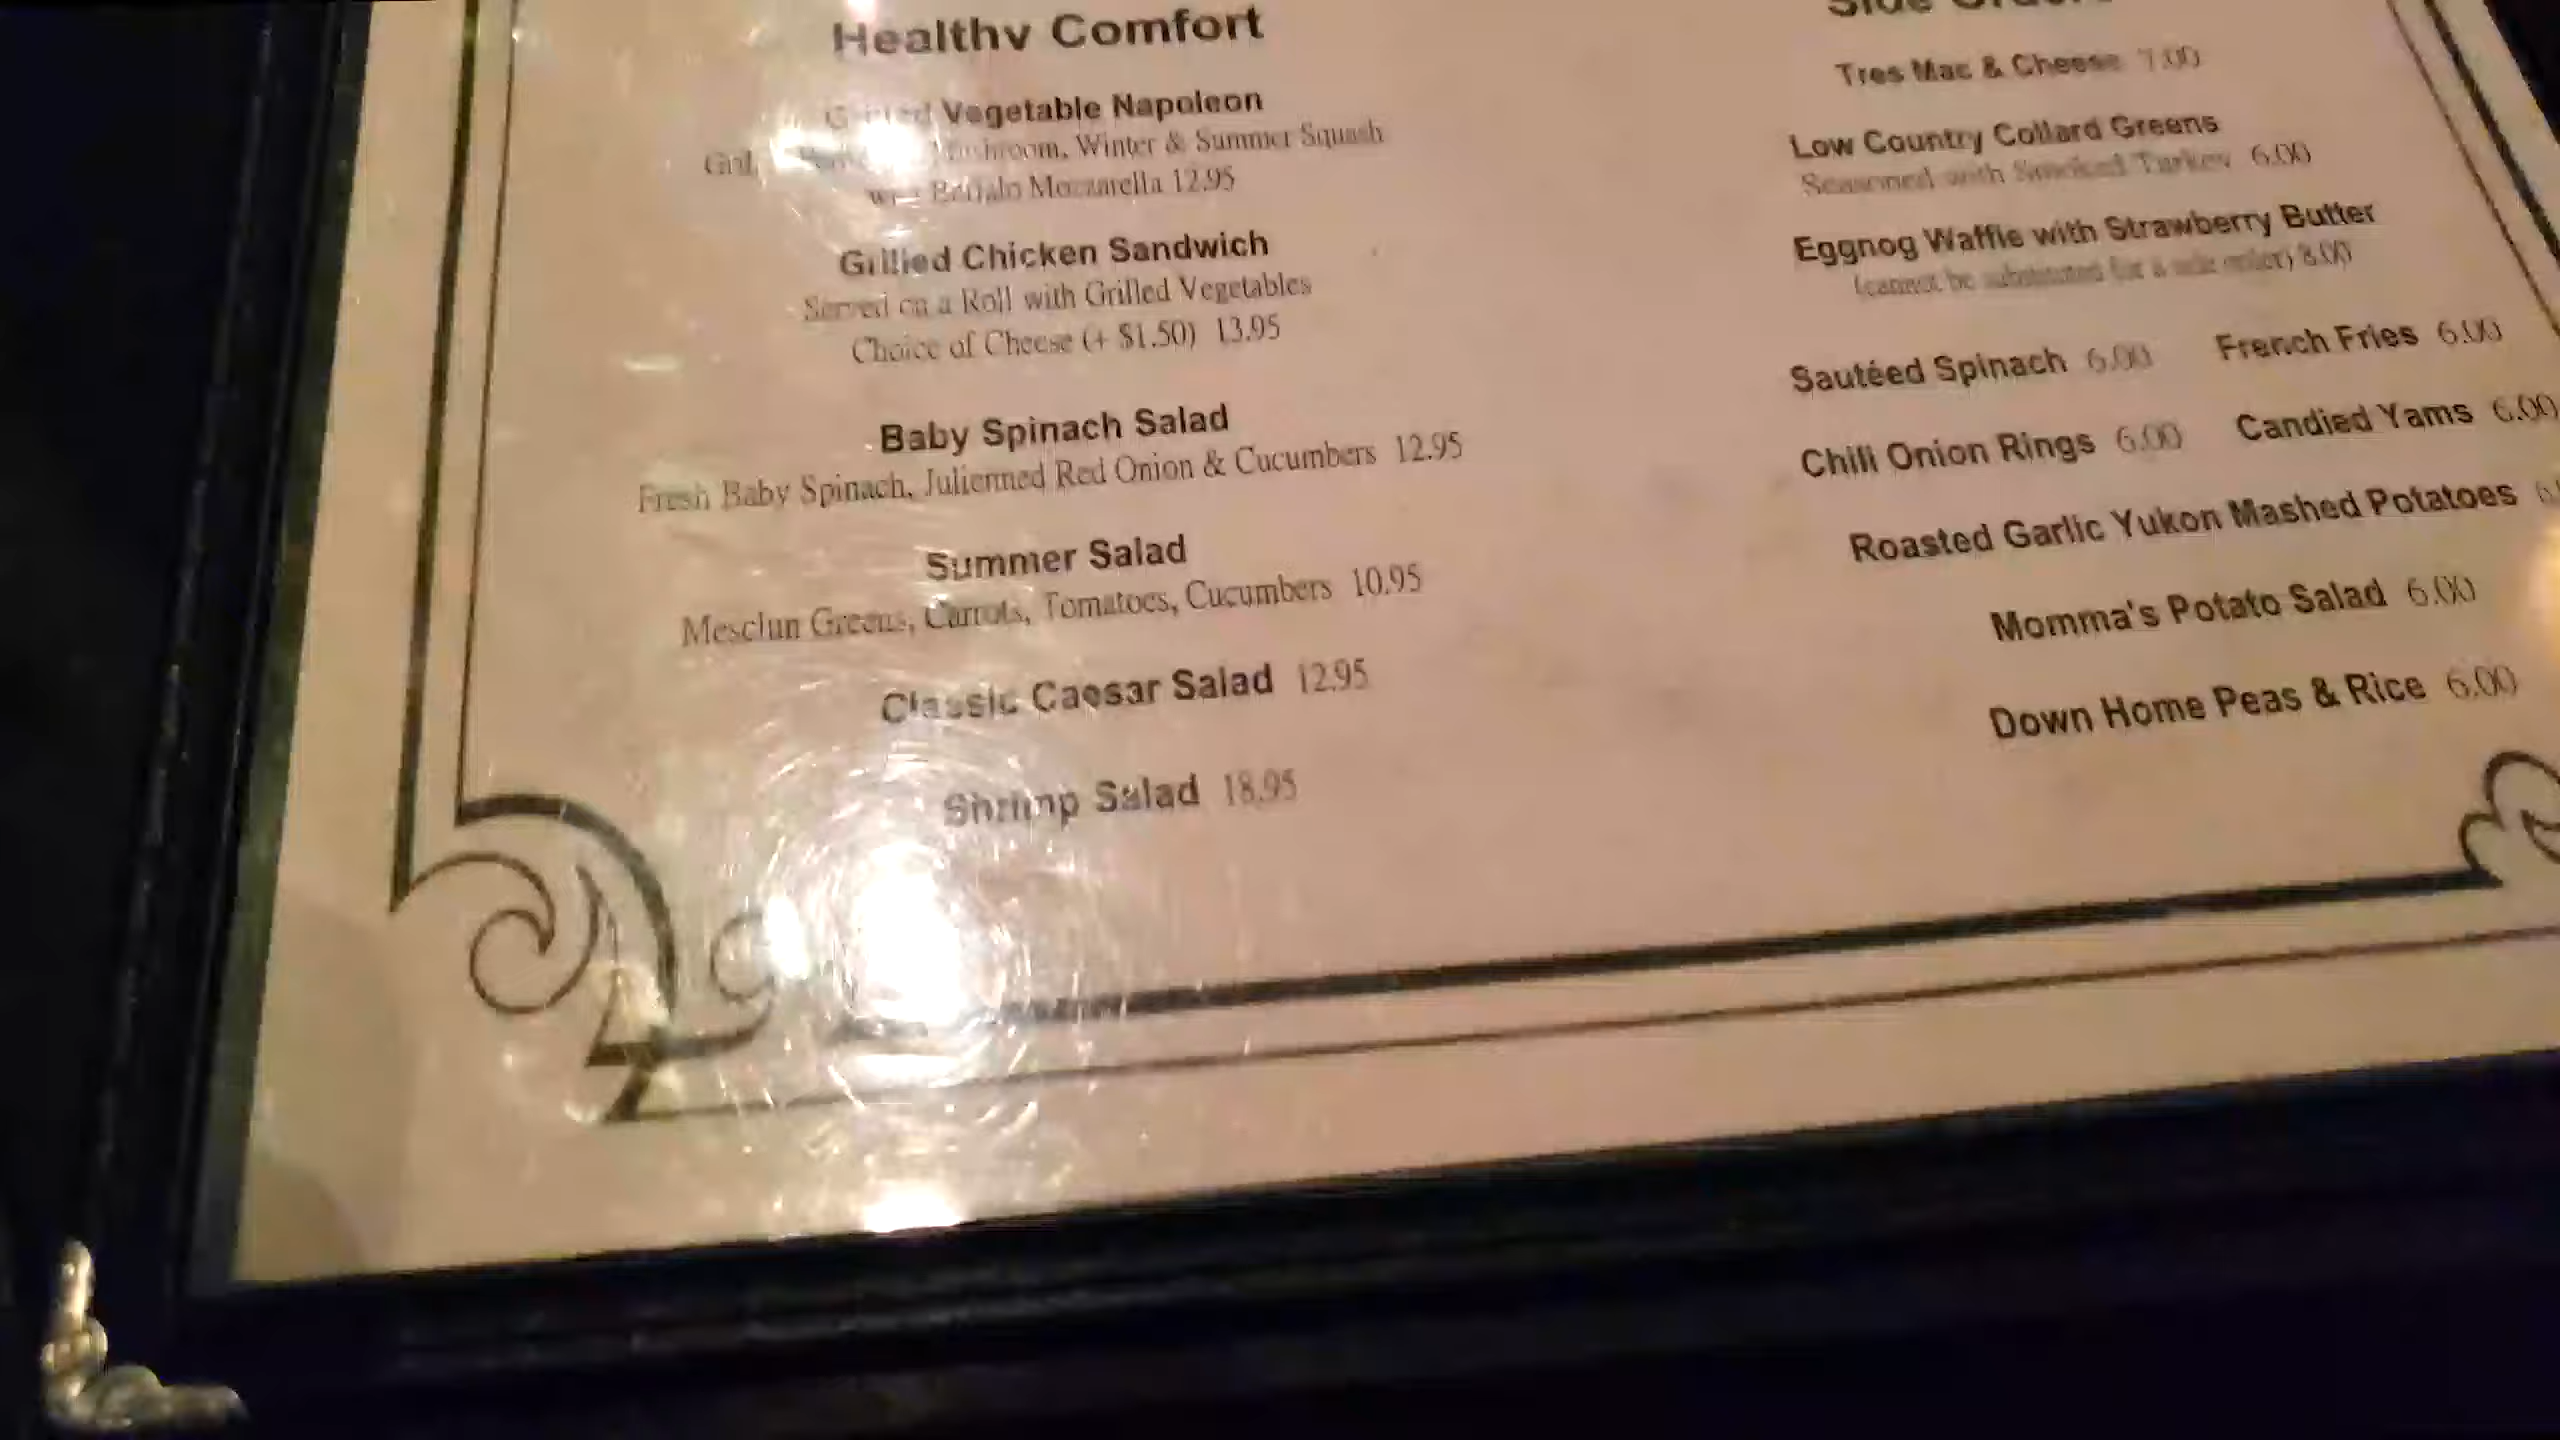 Healthy Comfort
Vegetable Napoleon
Mushroom, Winter & Summer Squash
Buffalo Mozzarella 12.95
Grilled Chicken Sandwich
Served on a Roll with Grilled Vegetables
Choice of Cheese (+ $1.50) 13.95
Baby Spinach Salad
Fresh Baby Spinach, Julienned Red Onion & Cucumbers 12.95
Summer Salad
Mesclun Greens, Carrots, Tomatoes, Cucumbers 10.95
Classic Caesar Salad 12.95
Shrimp Salad 18.95
Side Orders
Tres Mac & Cheese 7.00
Low Country Collard Greens
Seasoned with Smoked Turkey 6.00
Eggnog Waffle with Strawberry Butter
(cannot be substituted for a side order) 8.00
Sautéed Spinach 6.00 French Fries 6.00
Chili Onion Rings 6.00 Candied Yams 6.00
Roasted Garlic Yukon Mashed Potatoes
Momma's Potato Salad 6.00
Down Home Peas & Rice 6.00